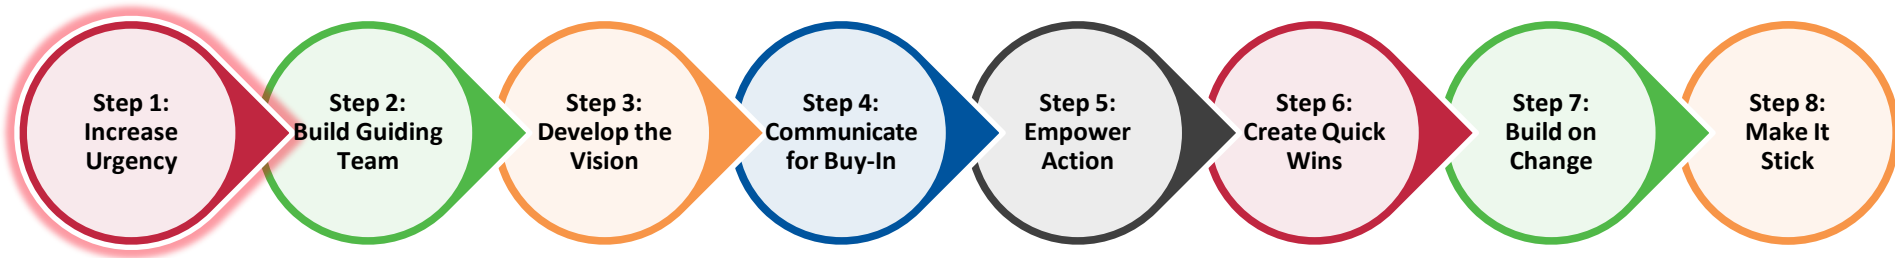 Step 1:
Increase
Urgency
Step 2:
Build Guiding
Team
Step 3:
Develop the
Vision
Step 4:
Communicate
for Buy-In
Step 5:
Empower
Action
Step 6:
Create Quick
Wins
Step 7:
Build on
Change
Step 8:
Make It
Stick